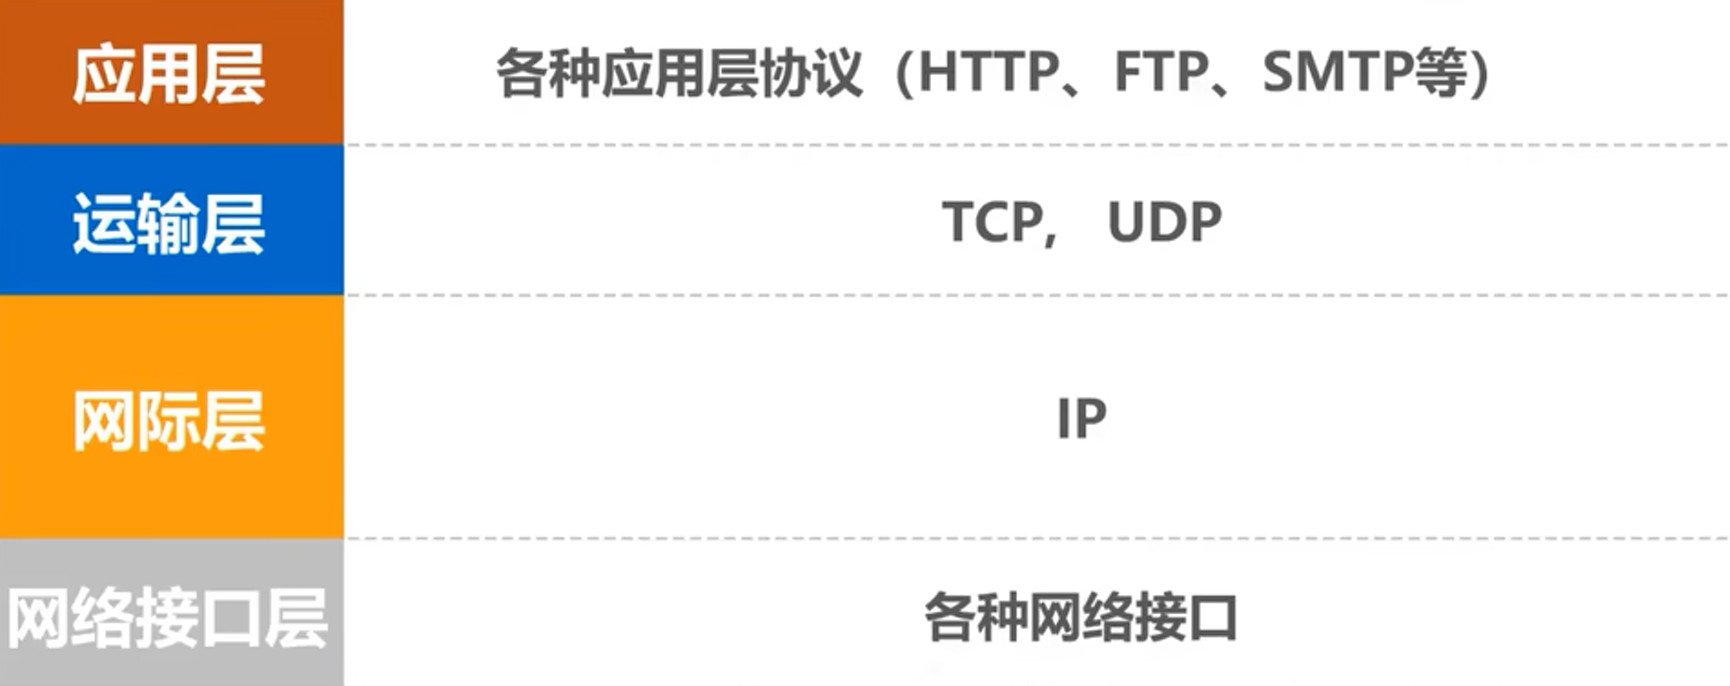 应用层
各种应用层协议（HTTP、FTP、SMTP等）
运输层
TCP, UDP
网际层
IP
网络接口层
各种网络接口